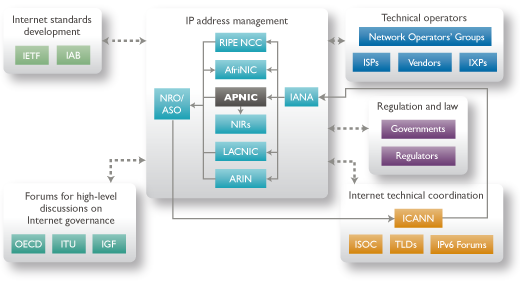 Internet standards
development
IETF
IAB
IP address management
RIPE NCC
AfriNIC
APNIC
NIRs
LACNIC
ARIN
NRO/
ASO
IANA
Technical operators
Network Operators' Groups
ISPs
Vendors
IXPs
Regulation and law
Governments
Regulators
Forums for high-level
discussions on
Internet governance
OECD
ITU
IGF
Internet technical coordination
ICANN
ISOC
TLDs
IPv6 Forums